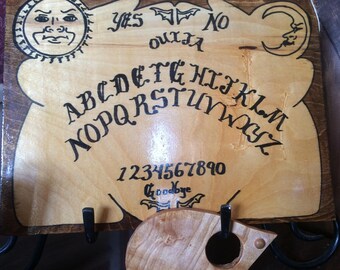 YES NO
OUIJA
ABCDEFGHIJKLM
NOPQRSTUVWXYZ
1234567890
Goodbye